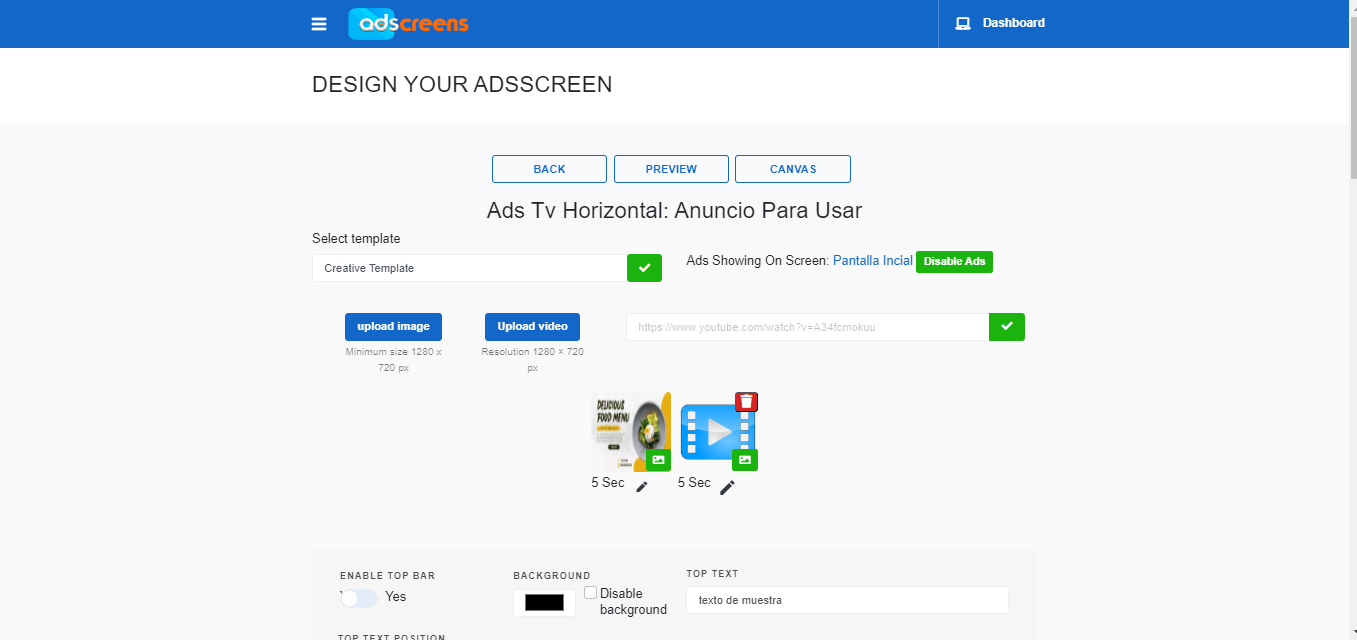 adscreens
Dashboard
DESIGN YOUR ADSSCREEN
BACK PREVIEW CANVAS
Ads Tv Horizontal: Anuncio Para Usar
Select template
Creative Template
Ads Showing On Screen: Pantalla Incial Disable Ads
upload image Upload video https://www.youtube.com/watch?v=A34fcmokuu
Minimum size 1280 x
720 px
Resolution 1280 × 720
px
DELICIOUS
FOOD MENU
5 Sec 5 Sec
ENABLE TOP BAR
Yes
BACKGROUND
Disable
background
TOP TEXT
texto de muestra
TOP TEXT POSITION